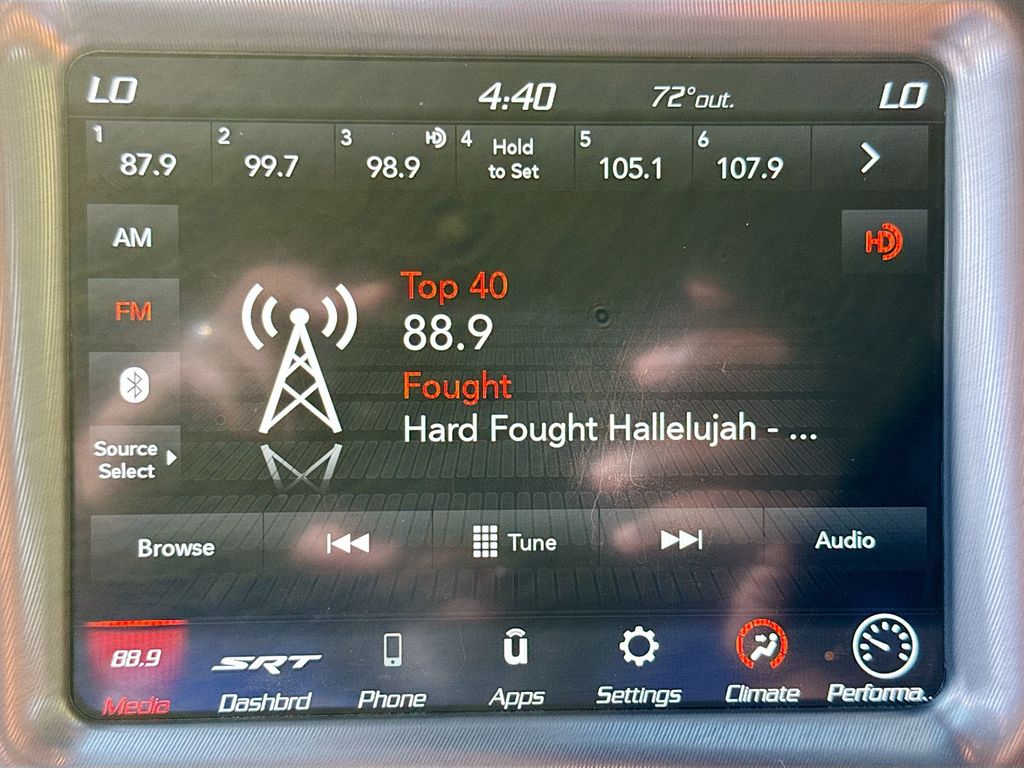 LO 4:40 72° out. LO
1 87.9 2 99.7 3 98.9 HD 4 Hold to Set 5 105.1 6 107.9
AM
HD
Top 40
FM
88.9
Fought
Hard Fought Hallelujah - ...
Source
Select
Browse Tune Audio
88.9 SRT u
Media Dashbrd Phone Apps Settings Climate Performa..